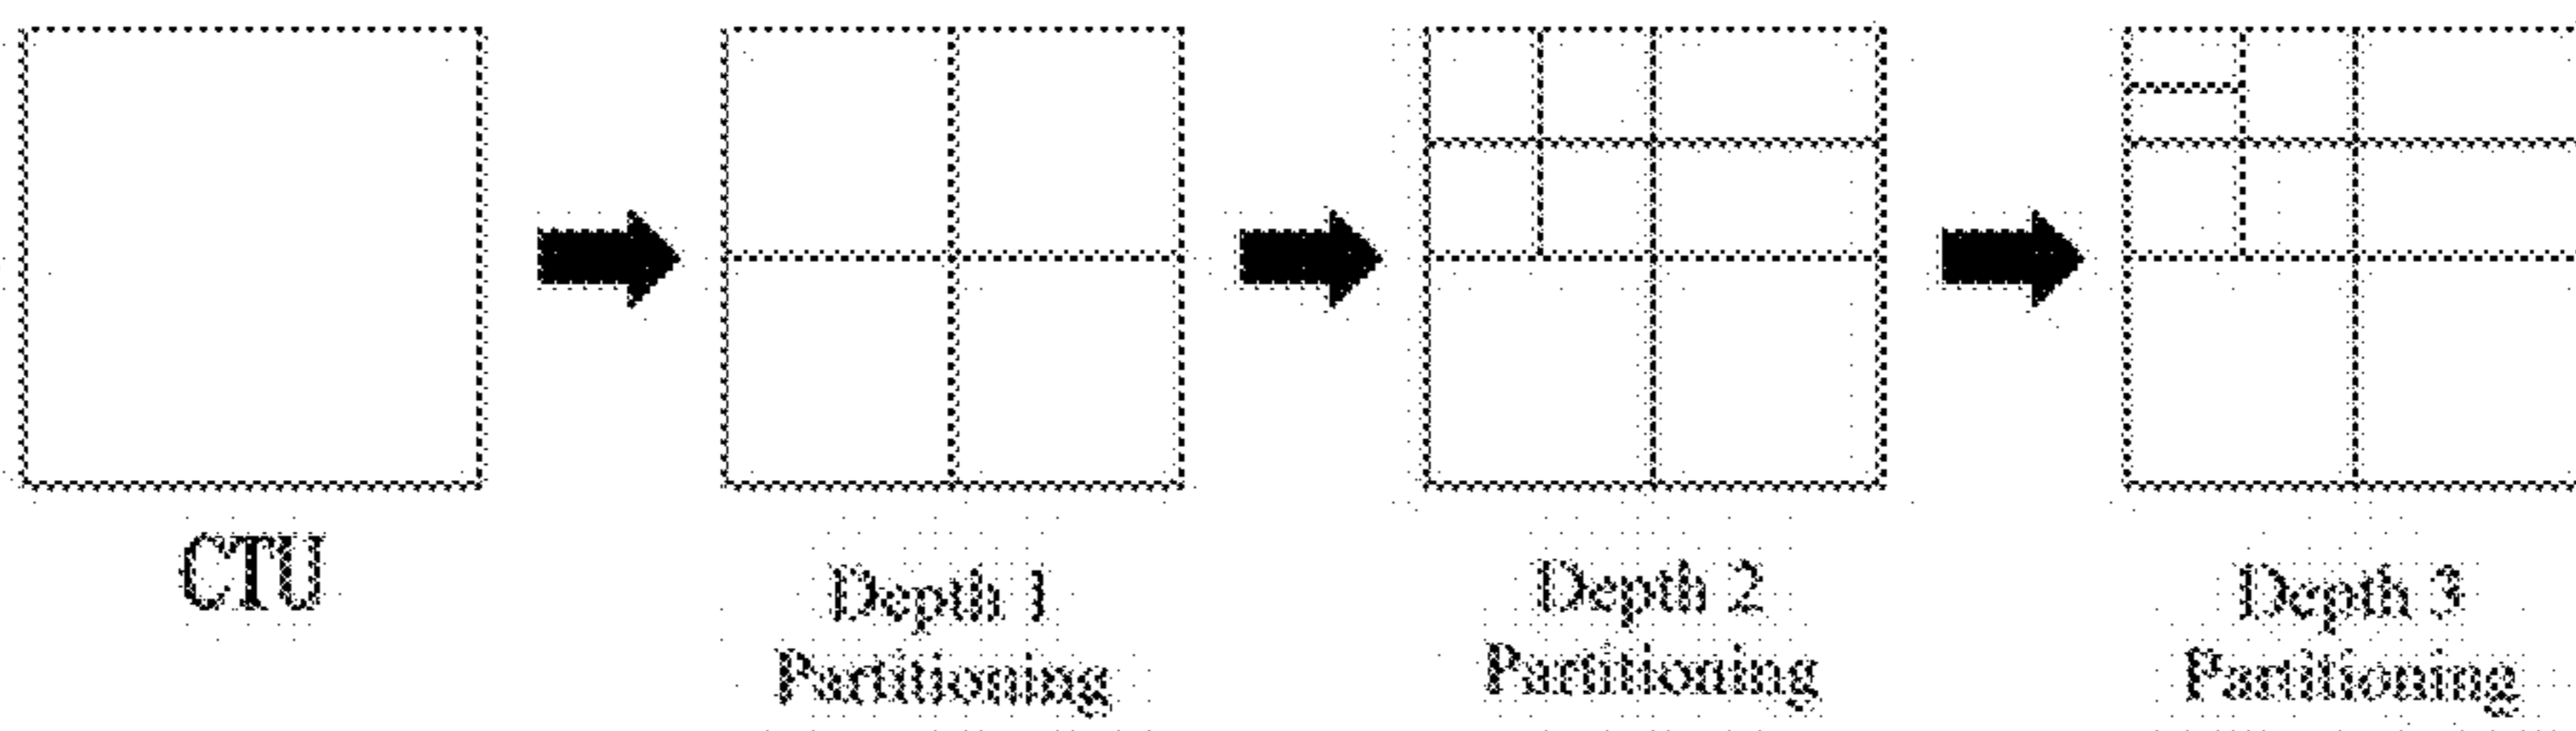 CTU
Depth 1
Partitioning
Depth 2
Partitioning
Depth 3
Partitioning